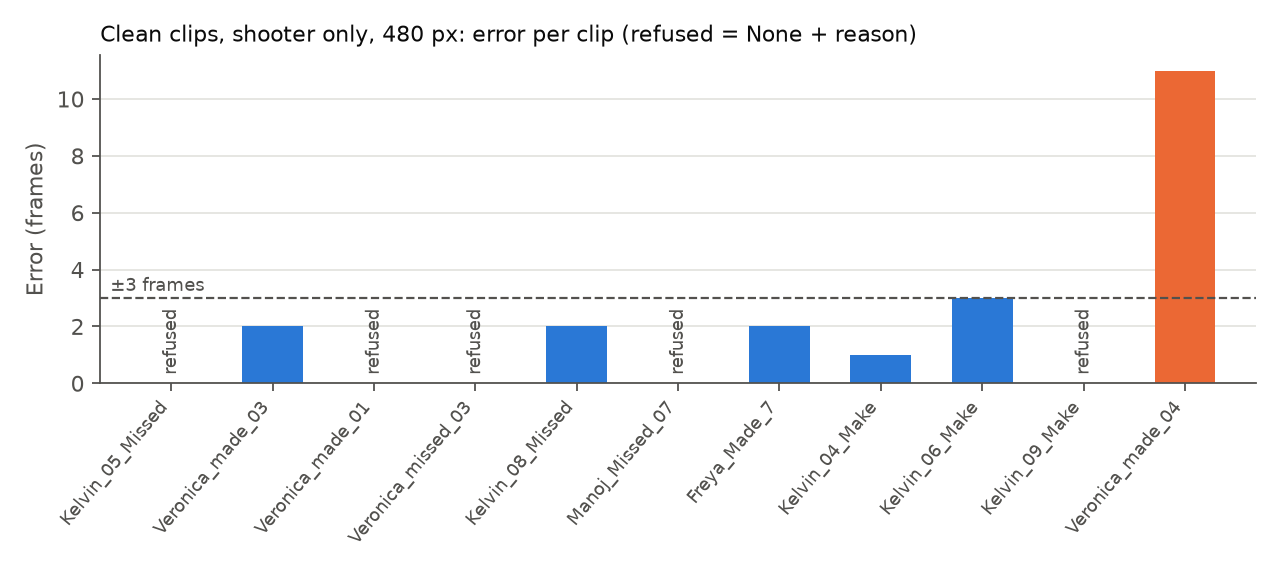 Clean clips, shooter only, 480 px: error per clip (refused = None + reason)
Error (frames)
10
8
6
4
2
0
±3 frames
refused
refused
refused
refused
refused
Kelvin_05_Missed
Veronica_made_03
Veronica_made_01
Veronica_missed_03
Kelvin_08_Missed
Manoj_Missed_07
Freya_Made_7
Kelvin_04_Make
Kelvin_06_Make
Kelvin_09_Make
Veronica_made_04